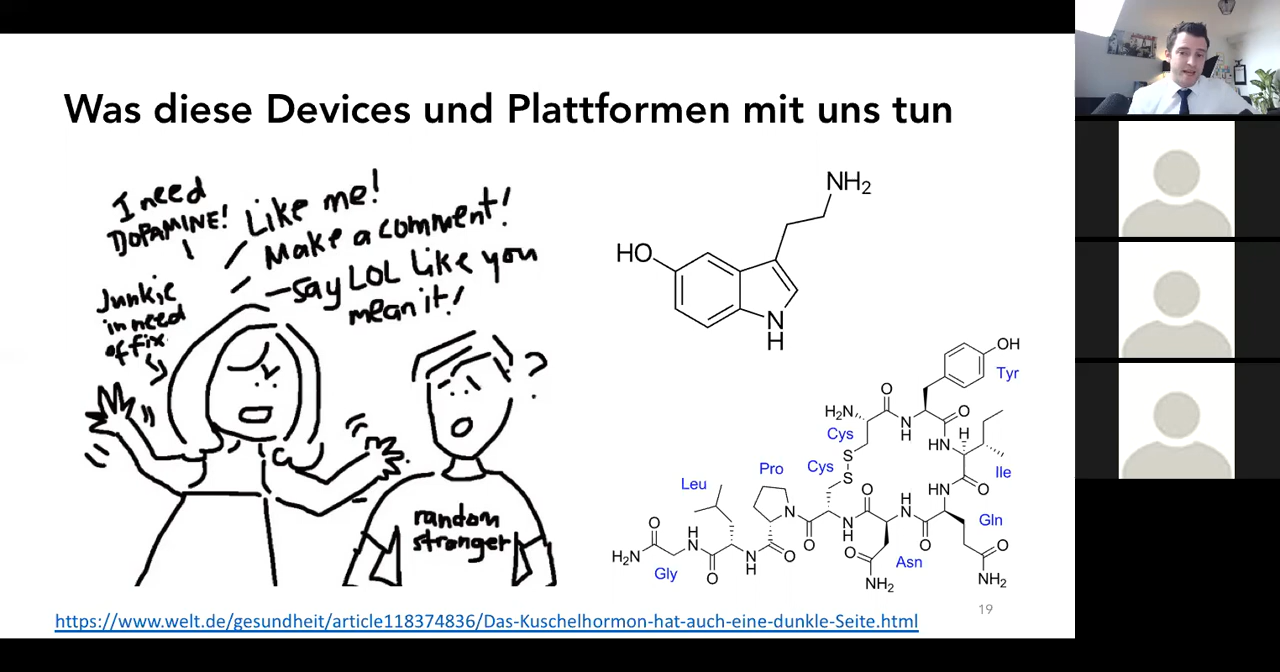 Was diese Devices und Plattformen mit uns tun
I need
DOPAMINE!
Like me!
Make a comment!
say LOL like you
mean it!
Junkie
in need
of fix
?
random
stranger
NH2
HO
N
H
OH
Tyr
O
H2N
N
H
O
Cys
HN
H
S
Cys
S
Ile
Pro
Leu
O
HN
O
H
N
N
Gln
O
H
N
O
N
H
O
O
O
H2N
N
H
O
O
Asn
Gly
O
NH2
NH2
19
https://www.welt.de/gesundheit/article118374836/Das-Kuschelhormon-hat-auch-eine-dunkle-Seite.html